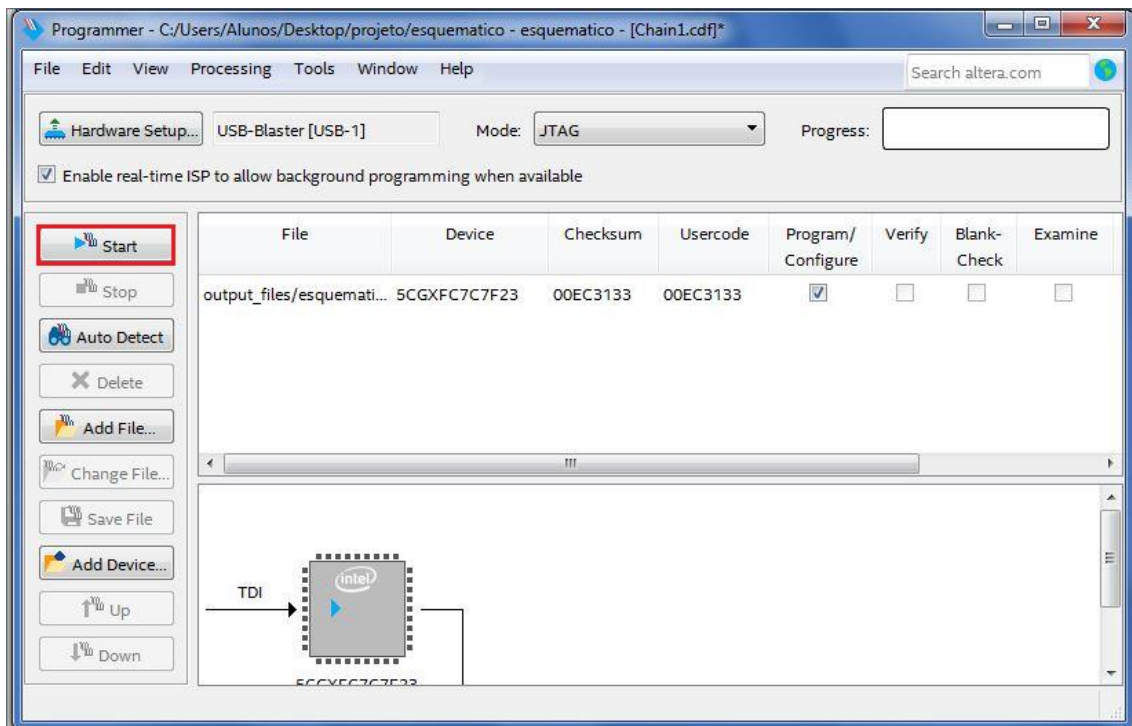 Programmer - C:/Users/Alunos/Desktop/projeto/esquematico - esquematico - [Chain1.cdf]*
File Edit View Processing Tools Window Help
Search altera.com
Hardware Setup... USB-Blaster [USB-1] Mode: JTAG Progress:
Enable real-time ISP to allow background programming when available
Start
Stop
Auto Detect
Delete
Add File...
Change File...
Save File
Add Device...
Up
Down
File Device Checksum Usercode Program/ Verify Blank- Examine
Configure Check
output_files/esquemati... 5CGXFC7C7F23 00EC3133 00EC3133
intel
TDI
5CGXFC7C7F23